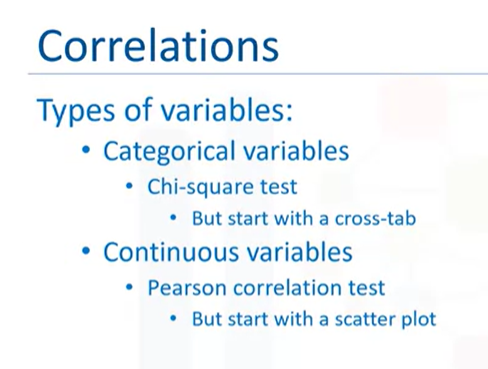 Correlations
Types of variables:
• Categorical variables
• Chi-square test
• But start with a cross-tab
• Continuous variables
• Pearson correlation test
• But start with a scatter plot